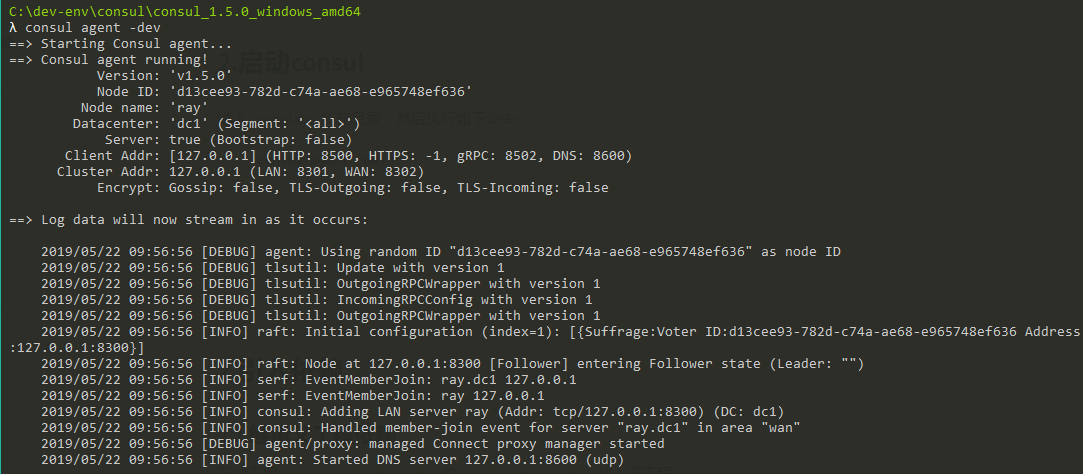 C:\dev-env\consul\consul_1.5.0_windows_amd64
λ consul agent -dev
==> Starting Consul agent...
==> Consul agent running!
2.启动consul
Version: 'v1.5.0'
Node ID: 'd13cee93-782d-c74a-ae68-e965748ef636'
Node name: 'ray'
Datacenter: 'dc1' (Segment: '<all>')
Server: true (Bootstrap: false)
Client Addr: [127.0.0.1] (HTTP: 8500, HTTPS: -1, gRPC: 8502, DNS: 8600)
Cluster Addr: 127.0.0.1 (LAN: 8301, WAN: 8302)
Encrypt: Gossip: false, TLS-Outgoing: false, TLS-Incoming: false
==> Log data will now stream in as it occurs:
2019/05/22 09:56:56 [DEBUG] agent: Using random ID "d13cee93-782d-c74a-ae68-e965748ef636" as node ID
2019/05/22 09:56:56 [DEBUG] tlsutil: Update with version 1
2019/05/22 09:56:56 [DEBUG] tlsutil: OutgoingRPCWrapper with version 1
2019/05/22 09:56:56 [DEBUG] tlsutil: IncomingRPCConfig with version 1
2019/05/22 09:56:56 [DEBUG] tlsutil: OutgoingRPCWrapper with version 1
2019/05/22 09:56:56 [INFO] raft: Initial configuration (index=1): [{Suffrage:Voter ID:d13cee93-782d-c74a-ae68-e965748ef636 Address
:127.0.0.1:8300}]
2019/05/22 09:56:56 [INFO] raft: Node at 127.0.0.1:8300 [Follower] entering Follower state (Leader: "")
2019/05/22 09:56:56 [INFO] serf: EventMemberJoin: ray.dc1 127.0.0.1
2019/05/22 09:56:56 [INFO] serf: EventMemberJoin: ray 127.0.0.1
2019/05/22 09:56:56 [INFO] consul: Adding LAN server ray (Addr: tcp/127.0.0.1:8300) (DC: dc1)
2019/05/22 09:56:56 [INFO] consul: Handled member-join event for server "ray.dc1" in area "wan"
2019/05/22 09:56:56 [DEBUG] agent/proxy: managed Connect proxy manager started
2019/05/22 09:56:56 [INFO] agent: Started DNS server 127.0.0.1:8600 (udp)